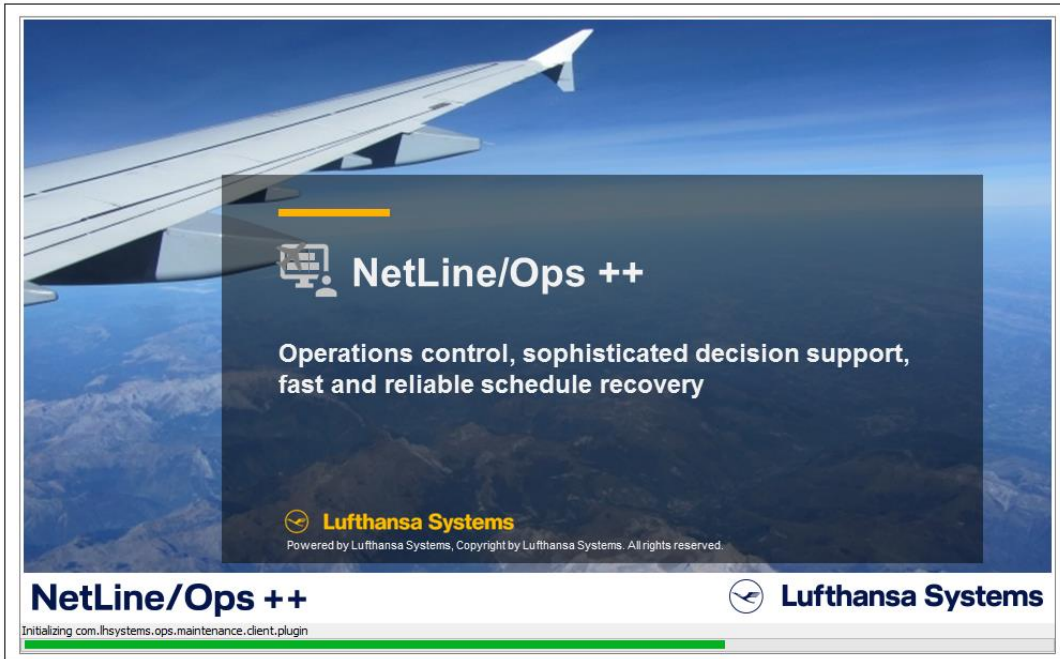 NetLine/Ops ++
Operations control, sophisticated decision support,
fast and reliable schedule recovery
Lufthansa Systems
Powered by Lufthansa Systems, Copyright by Lufthansa Systems. All rights reserved.
NetLine/Ops ++
Lufthansa Systems
Initializing com.lhsystems.ops.maintenance.client.plugin